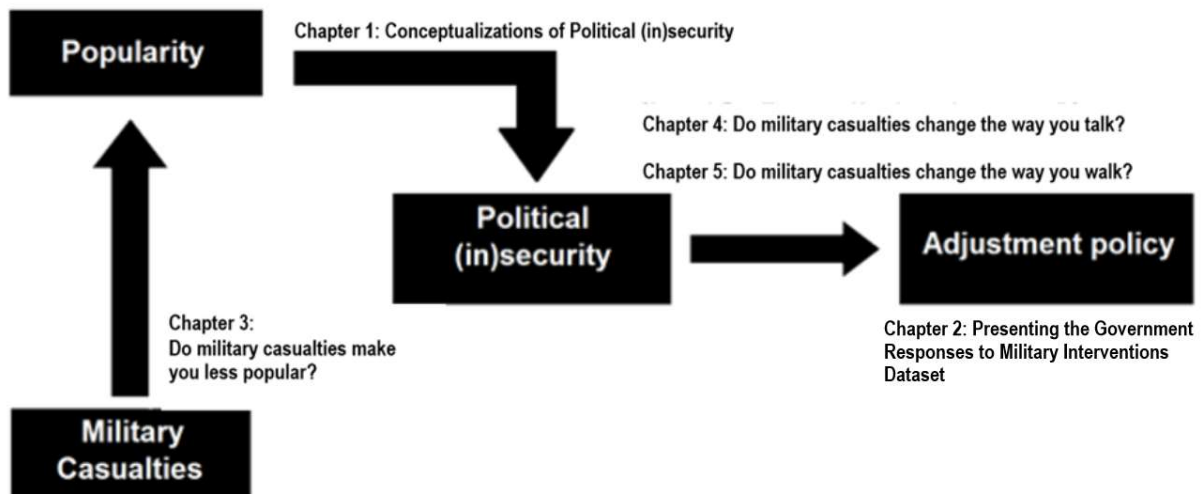 Popularity
Chapter 1: Conceptualizations of Political (in)security
Chapter 4: Do military casualties change the way you talk?
Chapter 5: Do military casualties change the way you walk?
Political
(in)security
Adjustment policy
Chapter 3:
Do military casualties make
you less popular?
Chapter 2: Presenting the Government
Responses to Military Interventions
Dataset
Military
Casualties